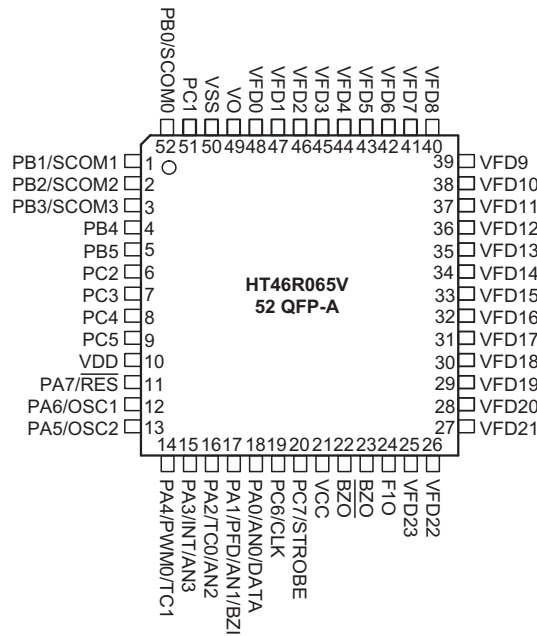 PB0/SCOM0
PC1
VSS
VO
VFD0
VFD1
VFD2
VFD3
VFD4
VFD5
VFD6
VFD7
VFD8
52 51 50 49 48 47 46 45 44 43 42 41 40
PB1/SCOM1 1
PB2/SCOM2 2
PB3/SCOM3 3
PB4 4
PB5 5
PC2 6
PC3 7
PC4 8
PC5 9
VDD 10
PA7/RES 11
PA6/OSC1 12
PA5/OSC2 13
HT46R065V
52 QFP-A
39 VFD9
38 VFD10
37 VFD11
36 VFD12
35 VFD13
34 VFD14
33 VFD15
32 VFD16
31 VFD17
30 VFD18
29 VFD19
28 VFD20
27 VFD21
14 15 16 17 18 19 20 21 22 23 24 25 26
PA4/PWM0/TC1
PA3/INT/AN3
PA2/TC0/AN2
PA1/PFD/AN1/BZI
PA0/AN0/DATA
PC6/CLK
PC7/STROBE
VCC
BZO
BZO
F1O
VFD23
VFD22